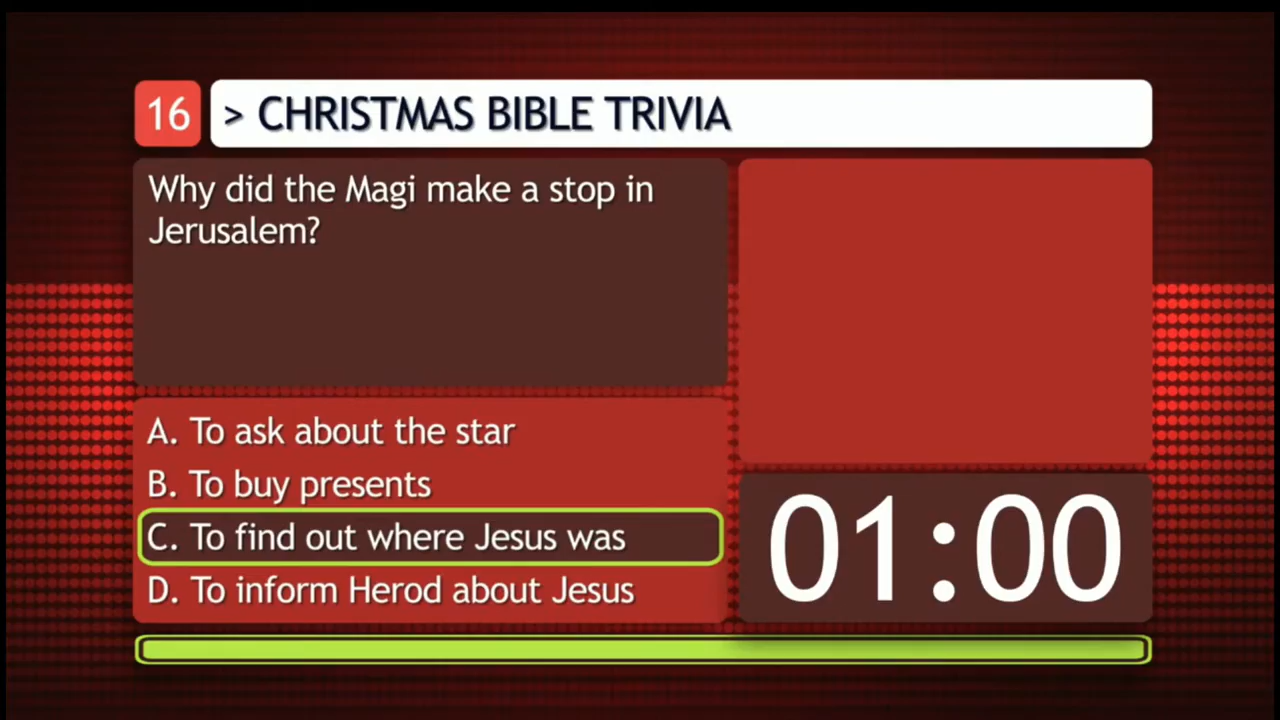 16
> CHRISTMAS BIBLE TRIVIA
Why did the Magi make a stop in
Jerusalem?
A. To ask about the star
B. To buy presents
C. To find out where Jesus was
D. To inform Herod about Jesus
01:00